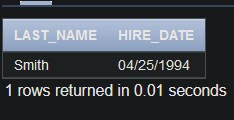 LAST_NAME HIRE_DATE
Smith 04/25/1994
1 rows returned in 0.01 seconds